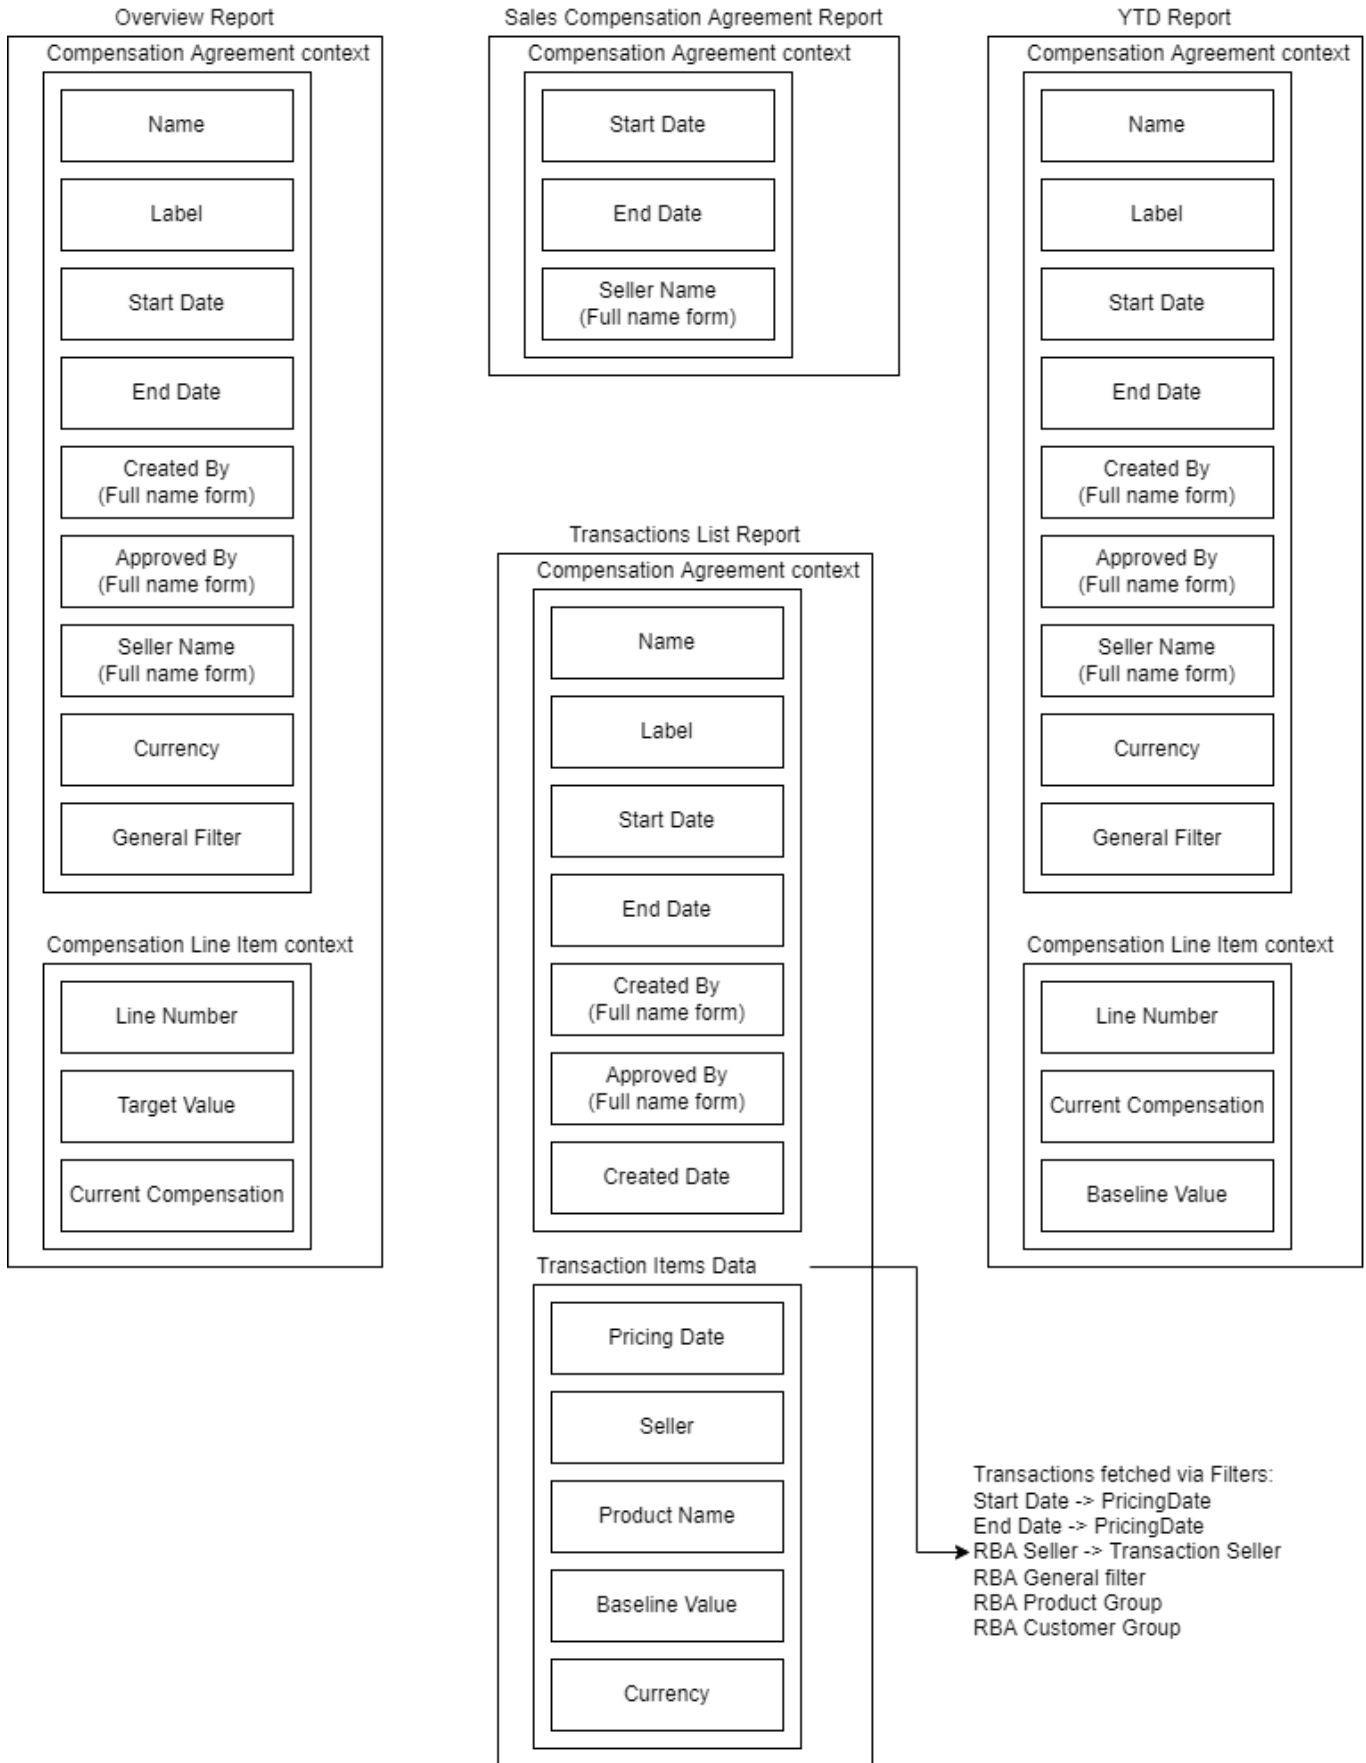 Overview Report
Compensation Agreement context
Name
Label
Start Date
End Date
Created By
(Full name form)
Approved By
(Full name form)
Seller Name
(Full name form)
Currency
General Filter
Compensation Line Item context
Line Number
Target Value
Current Compensation
Sales Compensation Agreement Report
Compensation Agreement context
Start Date
End Date
Seller Name
(Full name form)
Transactions List Report
Compensation Agreement context
Name
Label
Start Date
End Date
Created By
(Full name form)
Approved By
(Full name form)
Created Date
Transaction Items Data
Pricing Date
Seller
Product Name
Baseline Value
Currency
YTD Report
Compensation Agreement context
Name
Label
Start Date
End Date
Created By
(Full name form)
Approved By
(Full name form)
Seller Name
(Full name form)
Currency
General Filter
Compensation Line Item context
Line Number
Current Compensation
Baseline Value
Transactions fetched via Filters:
Start Date -> PricingDate
End Date -> PricingDate
RBA Seller -> Transaction Seller
RBA General filter
RBA Product Group
RBA Customer Group